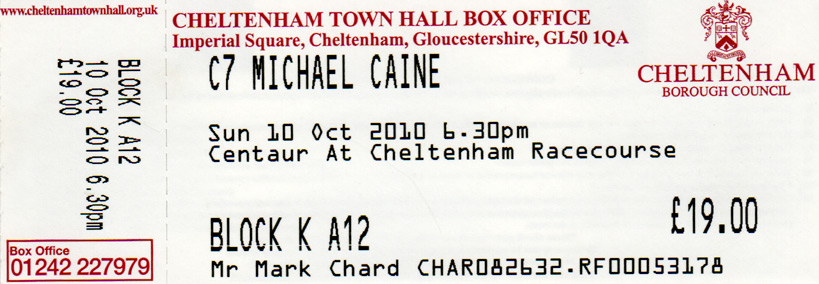 www.cheltenhamtownhall.org.uk
BLOCK K A12
10 Oct 2010 6.30pm
£19.00
Box Office
01242 227979
CHELTENHAM TOWN HALL BOX OFFICE
Imperial Square, Cheltenham, Gloucestershire, GL50 1QA
CHELTENHAM
BOROUGH COUNCIL
C7 MICHAEL CAINE
Sun 10 Oct 2010 6.30pm
Centaur At Cheltenham Racecourse
£19.00
BLOCK K A12
Mr Mark Chard CHAR082632.RF00053178